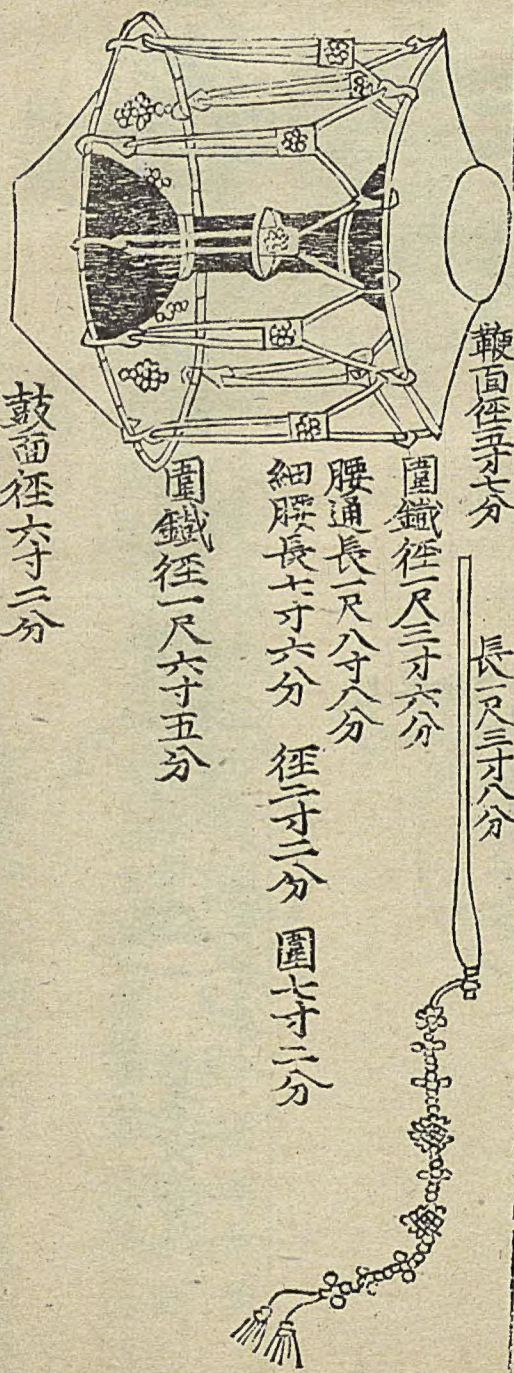 鞭面徑五寸七分
長一尺三寸八分
圍鐵徑一尺三寸六分
腰通長一尺八寸八分
細腰長七寸六分　徑二寸二分　圍七寸二分
圍鐵徑一尺六寸五分
鼓面徑六寸二分